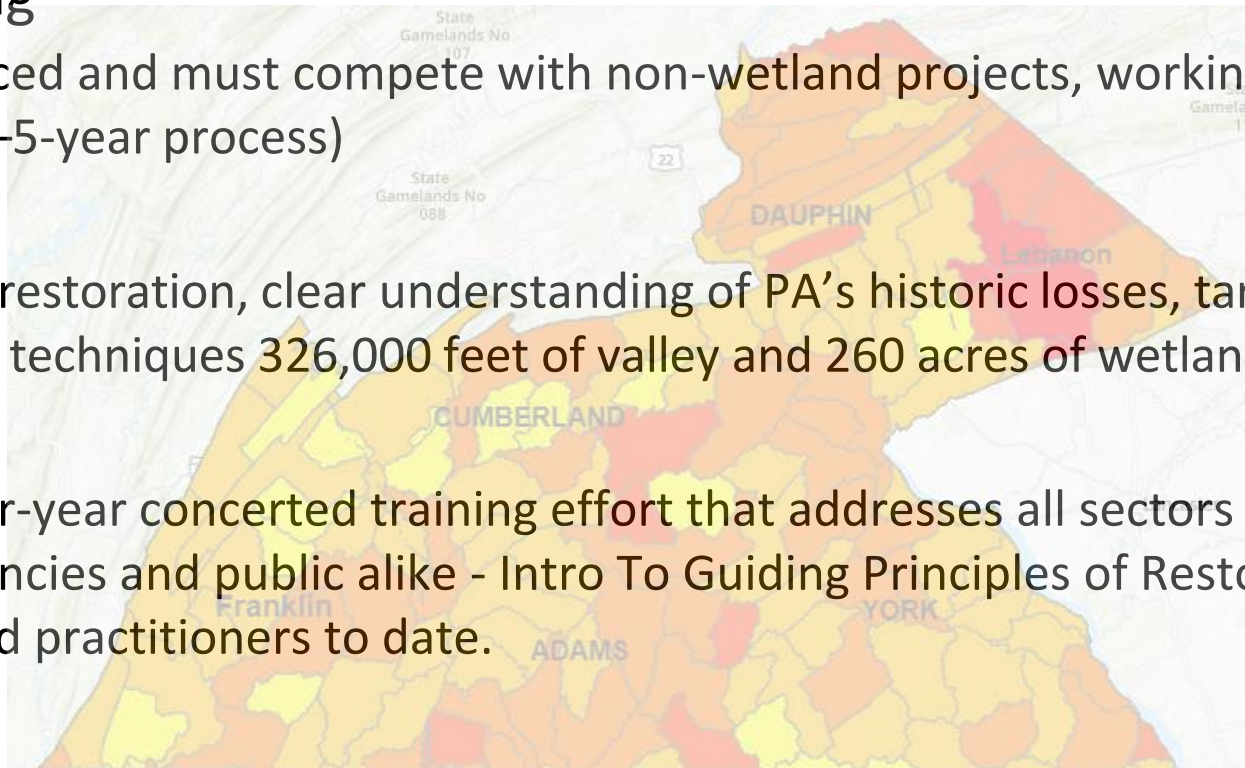 ng
State
Gamelands No
107
ced and must compete with non-wetland projects, workin
-5-year process)
22
State
Gamelands No
088
DAUPHIN
Lebanon
restoration, clear understanding of PA's historic losses, tar
techniques 326,000 feet of valley and 260 acres of wetlan
CUMBERLAND
r-year concerted training effort that addresses all sectors
ncies and public alike - Intro To Guiding Principles of Resto
Franklin
YORK
d practitioners to date.
ADAMS